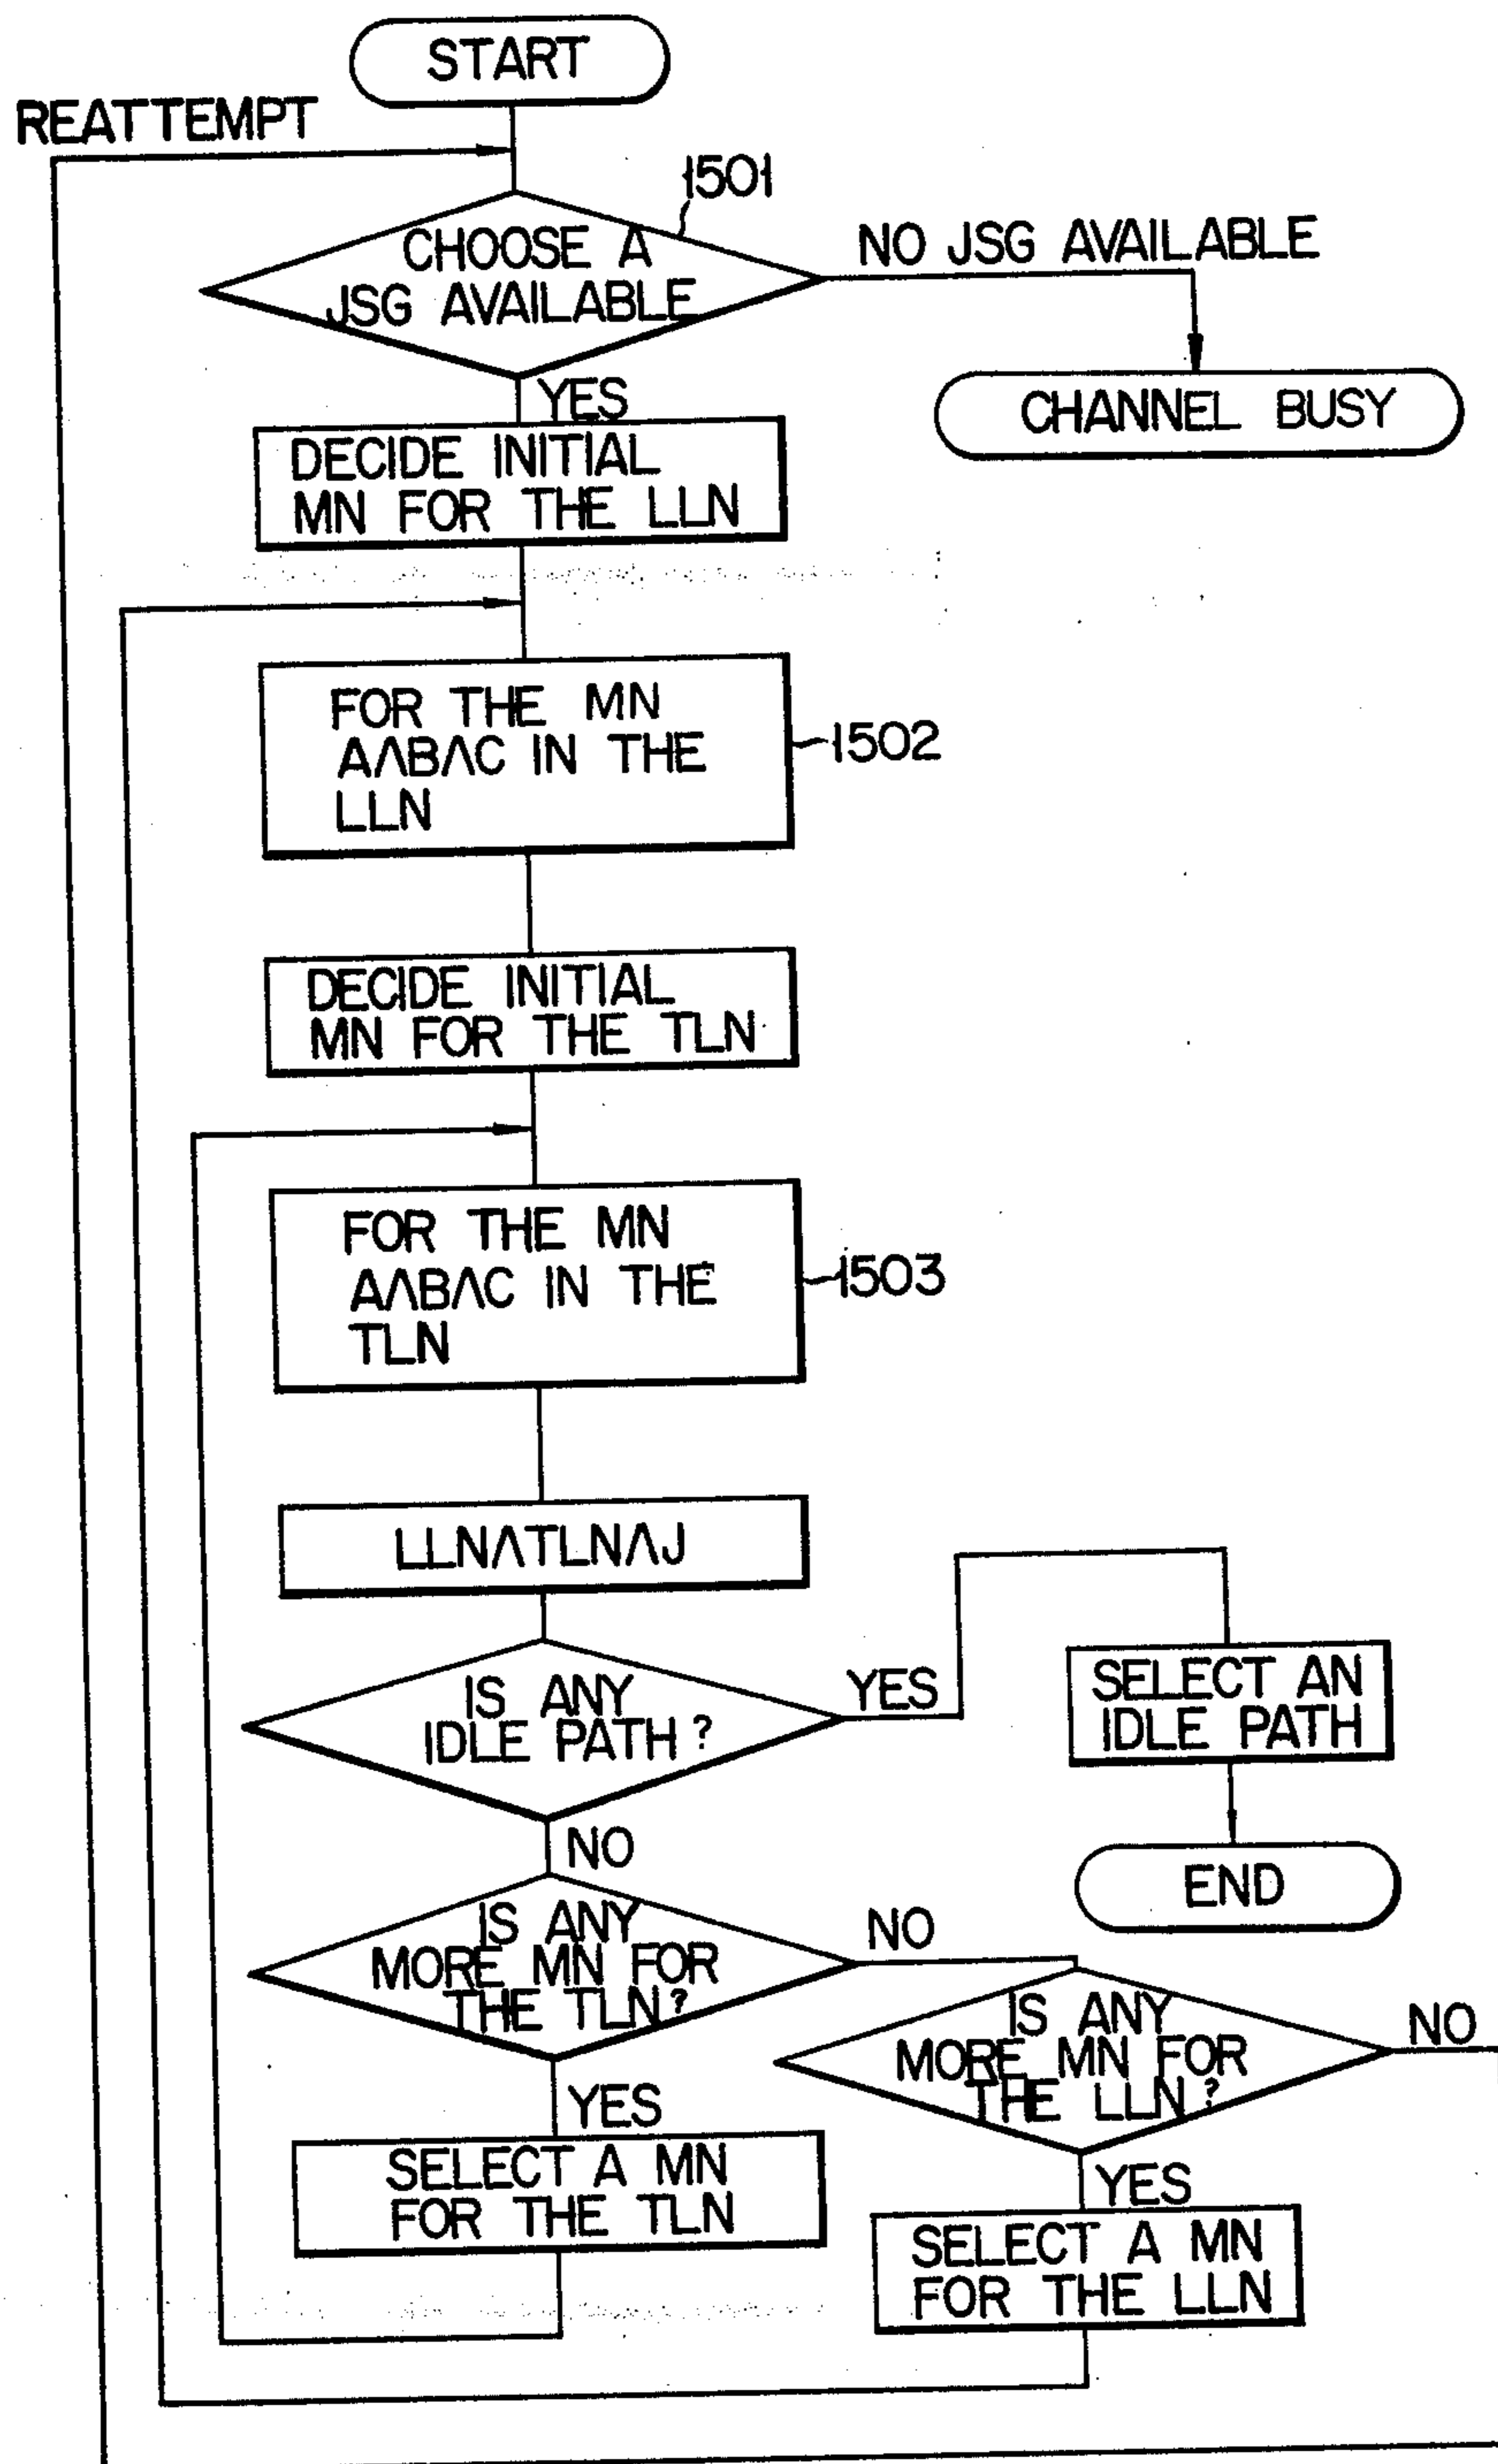 START
REATTEMPT
1501
CHOOSE A
JSG AVAILABLE
NO JSG AVAILABLE
YES
CHANNEL BUSY
DECIDE INITIAL
MN FOR THE LLN
FOR THE MN
AΛBΛC IN THE
LLN
1502
DECIDE INITIAL
MN FOR THE TLN
FOR THE MN
AΛBΛC IN THE
TLN
1503
LLNΛTLNΛJ
IS ANY
IDLE PATH?
YES
SELECT AN
IDLE PATH
NO
END
IS ANY
MORE MN FOR
THE TLN?
NO
IS ANY
MORE MN FOR
THE LLN?
NO
YES
SELECT A MN
FOR THE TLN
YES
SELECT A MN
FOR THE LLN